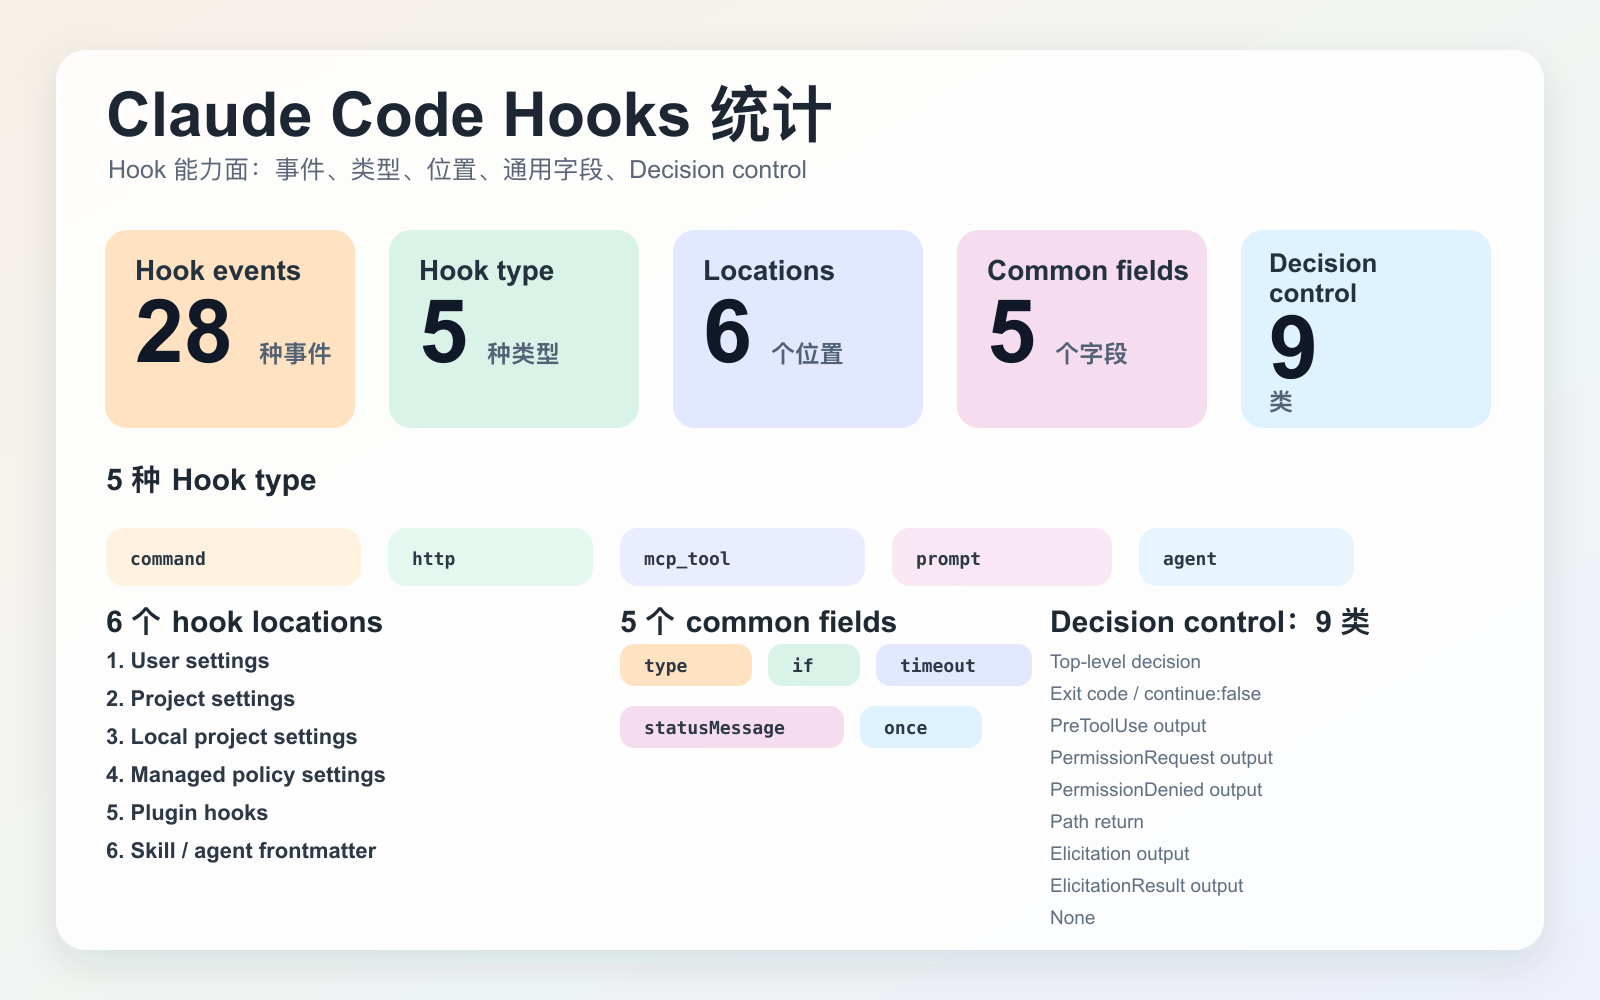 Claude Code Hooks 统计
Hook 能力面：事件、类型、位置、通用字段、Decision control
Hook events
28 种事件
Hook type
5 种类型
Locations
6 个位置
Common fields
5 个字段
Decision
control
9
类
5 种 Hook type
command
http
mcp_tool
prompt
agent
6 个 hook locations
1. User settings
2. Project settings
3. Local project settings
4. Managed policy settings
5. Plugin hooks
6. Skill / agent frontmatter
5 个 common fields
type
if
timeout
statusMessage
once
Decision control：9 类
Top-level decision
Exit code / continue:false
PreToolUse output
PermissionRequest output
PermissionDenied output
Path return
Elicitation output
ElicitationResult output
None